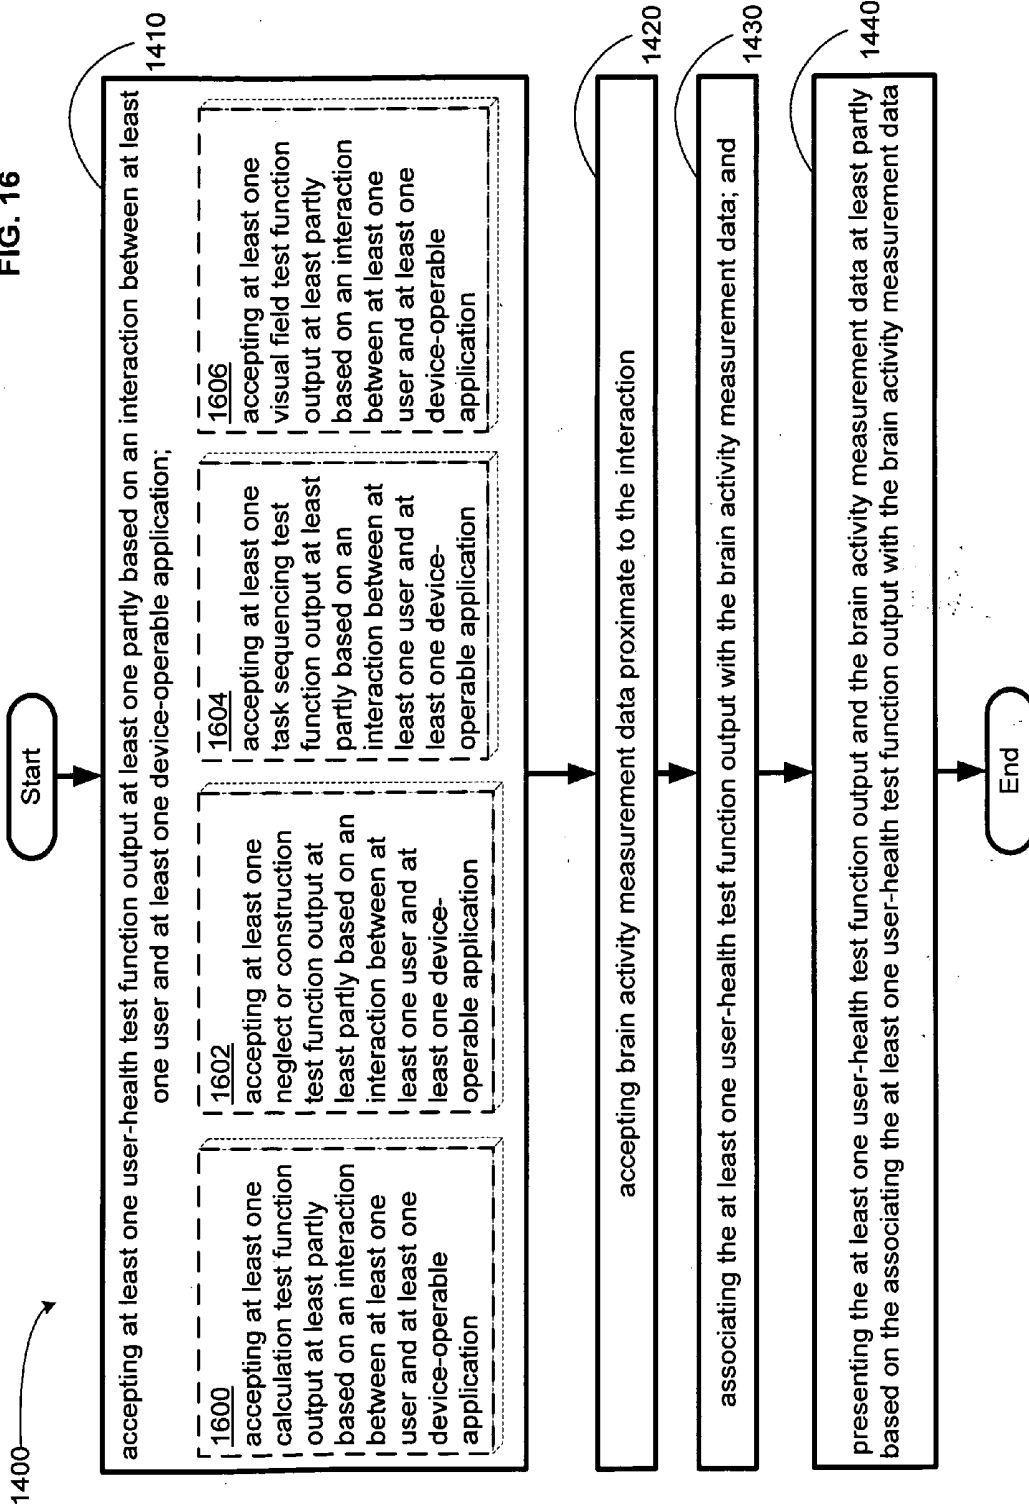 FIG. 16
1400
Start
1410
accepting at least one user-health test function output at least one partly based on an interaction between at least
one user and at least one device-operable application;
1600
accepting at least one
calculation test function
output at least partly
based on an interaction
between at least one
user and at least one
device-operable
application
1602
accepting at least one
neglect or construction
test function output at
least partly based on an
interaction between at
least one user and at
least one device-
operable application
1604
accepting at least one
task sequencing test
function output at least
partly based on an
interaction between at
least one user and at
least one device-
operable application
1606
accepting at least one
visual field test function
output at least partly
based on an interaction
between at least one
user and at least one
device-operable
application
1420
accepting brain activity measurement data proximate to the interaction
1430
associating the at least one user-health test function output with the brain activity measurement data; and
1440
presenting the at least one user-health test function output and the brain activity measurement data at least partly
based on the associating the at least one user-health test function output with the brain activity measurement data
End